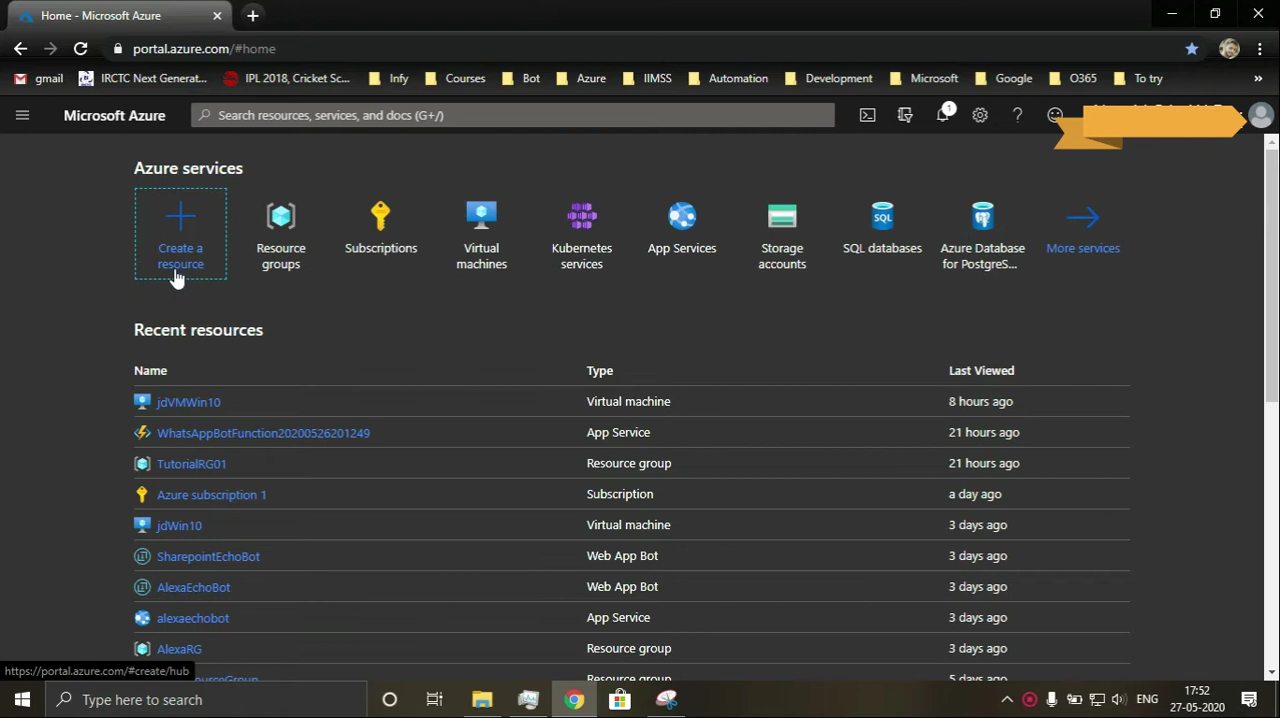 Home - Microsoft Azure
portal.azure.com/#home
gmail
IRCTC Next Generat...
IPL 2018, Cricket Sc...
Infy
Courses
Bot
Azure
IIMSS
Automation
Development
Microsoft
Google
O365
To try
»
Microsoft Azure
Search resources, services, and docs (G+/)
1
Azure services
Create a resource
Resource groups
Subscriptions
Virtual machines
Kubernetes services
App Services
Storage accounts
SQL databases
Azure Database for PostgreS...
More services
Recent resources
Name Type Last Viewed
jdVMWin10 Virtual machine 8 hours ago
WhatsAppBotFunction20200526201249 App Service 21 hours ago
TutorialRG01 Resource group 21 hours ago
Azure subscription 1 Subscription a day ago
jdWin10 Virtual machine 3 days ago
SharepointEchoBot Web App Bot 3 days ago
AlexaEchoBot Web App Bot 3 days ago
alexaechobot App Service 3 days ago
AlexaRG Resource group 3 days ago
https://portal.azure.com/#create/hub
Type here to search
ENG
17:52
27-05-2020